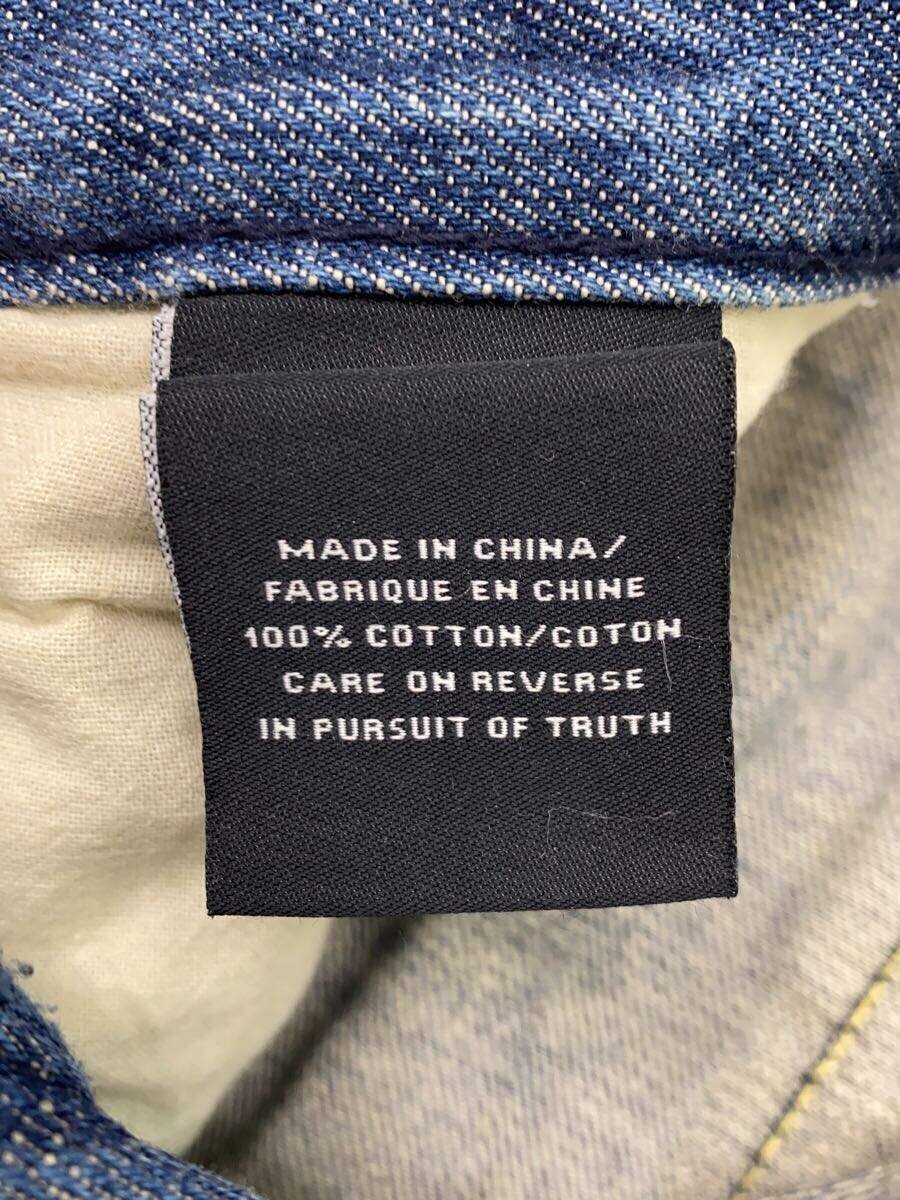 MADE IN CHINA/
FABRIQUE EN CHINE
100% COTTON/COTON
CARE ON REVERSE
IN PURSUIT OF TRUTH